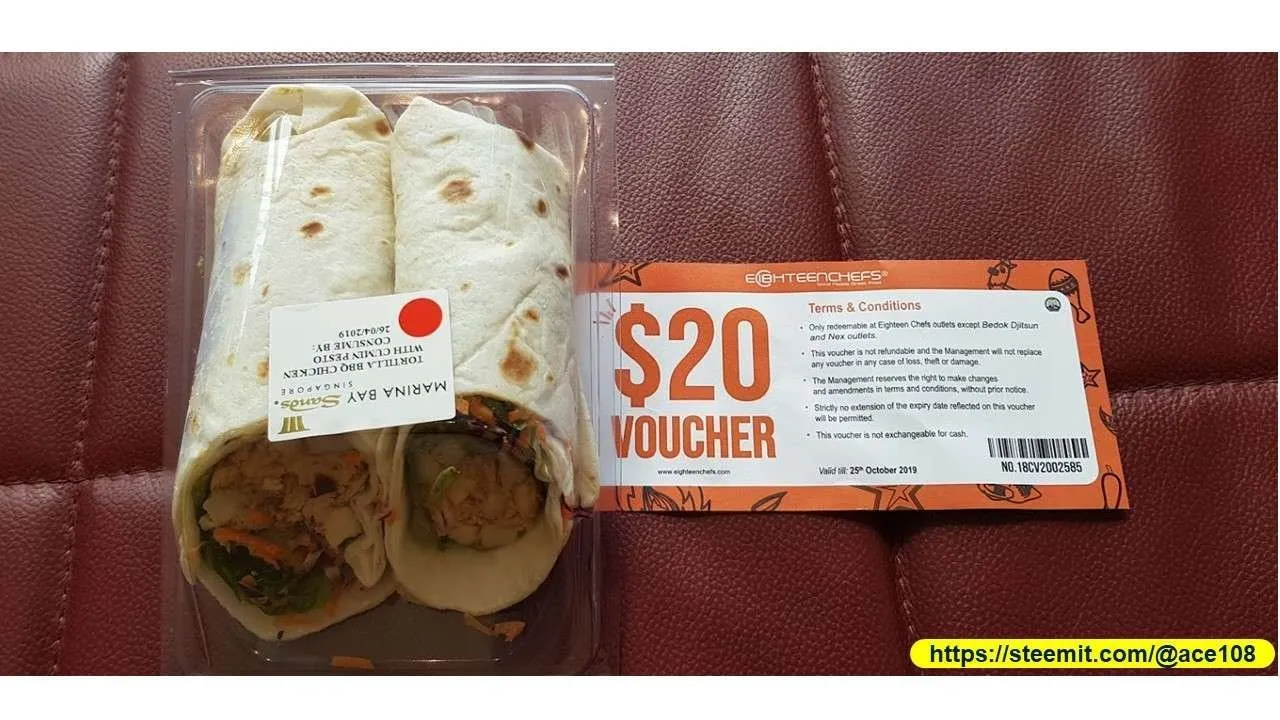 MARINA BAY
Sands®
SINGAPORE
TORTILLA BBQ CHICKEN
WITH CUMIN PESTO
CONSUME BY:
26/04/2019
EIGHTEENCHEFS®
$20
VOUCHER
www.eighteenchefs.com
Terms & Conditions
• Only redeemable at Eighteen Chefs outlets except Bedok Djitsun
and Nex outlets.
• This voucher is not refundable and the Management will not replace
any voucher in any case of loss, theft or damage.
• The Management reserves the right to make changes
and amendments in terms and conditions, without prior notice.
• Strictly no extension of the expiry date reflected on this voucher
will be permitted.
• This voucher is not exchangeable for cash.
Valid till: 25th October 2019
NO.18CV2002585
https://steemit.com/@ace108